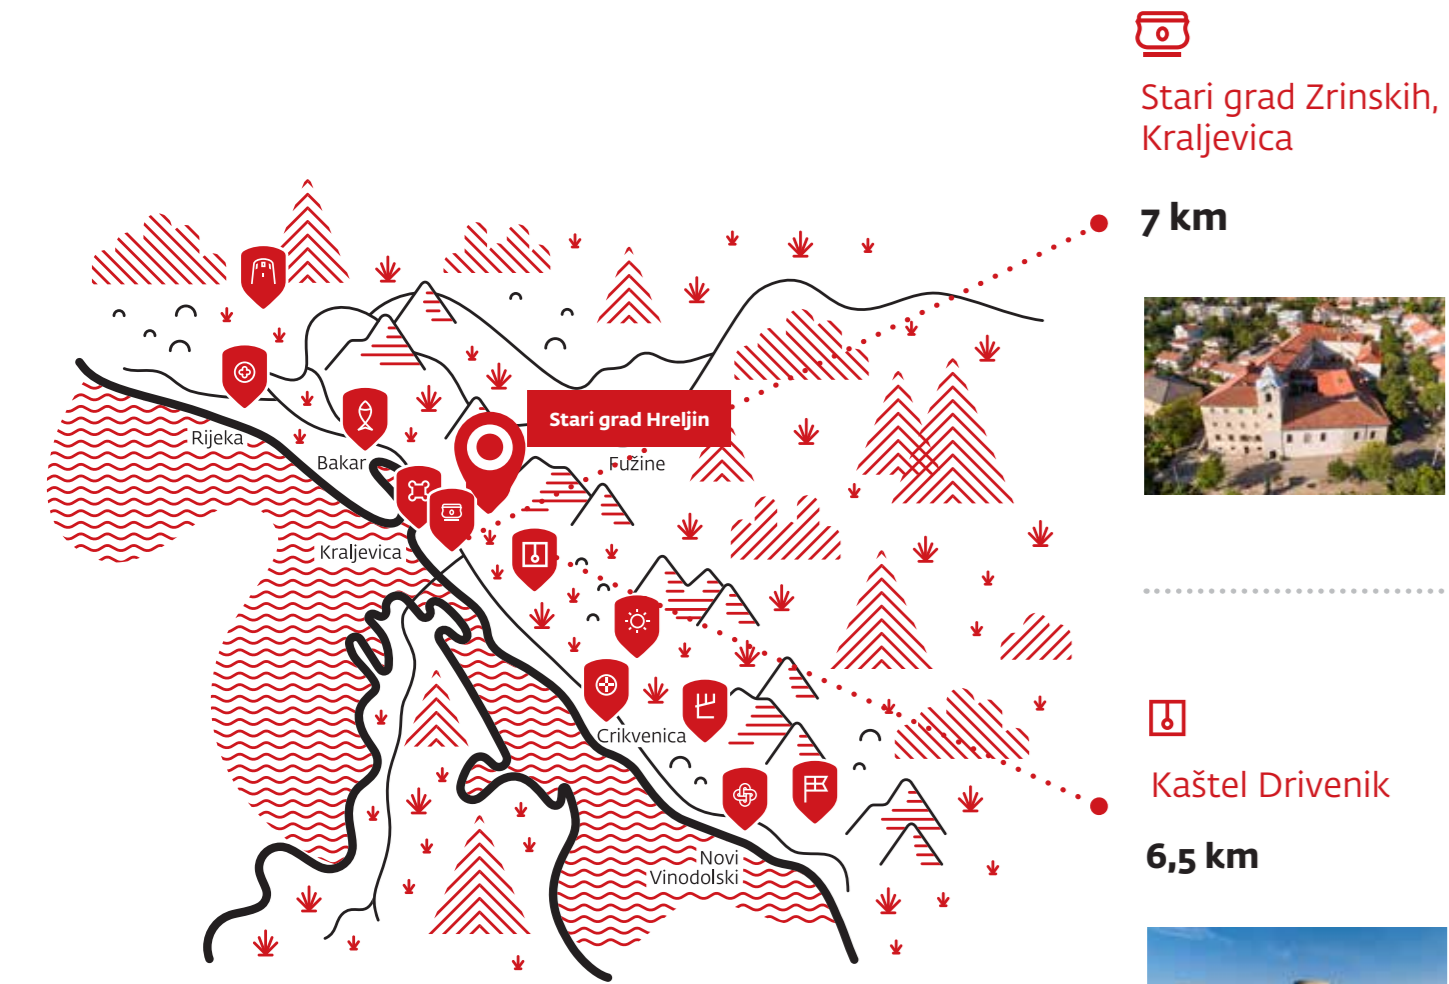 Stari grad Zrinskih,
Kraljevica
7 km
Stari grad Hreljin
Rijeka
Bakar
Fužine
Kraljevica
Crikvenica
Novi
Vinodolski
Kaštel Drivenik
6,5 km